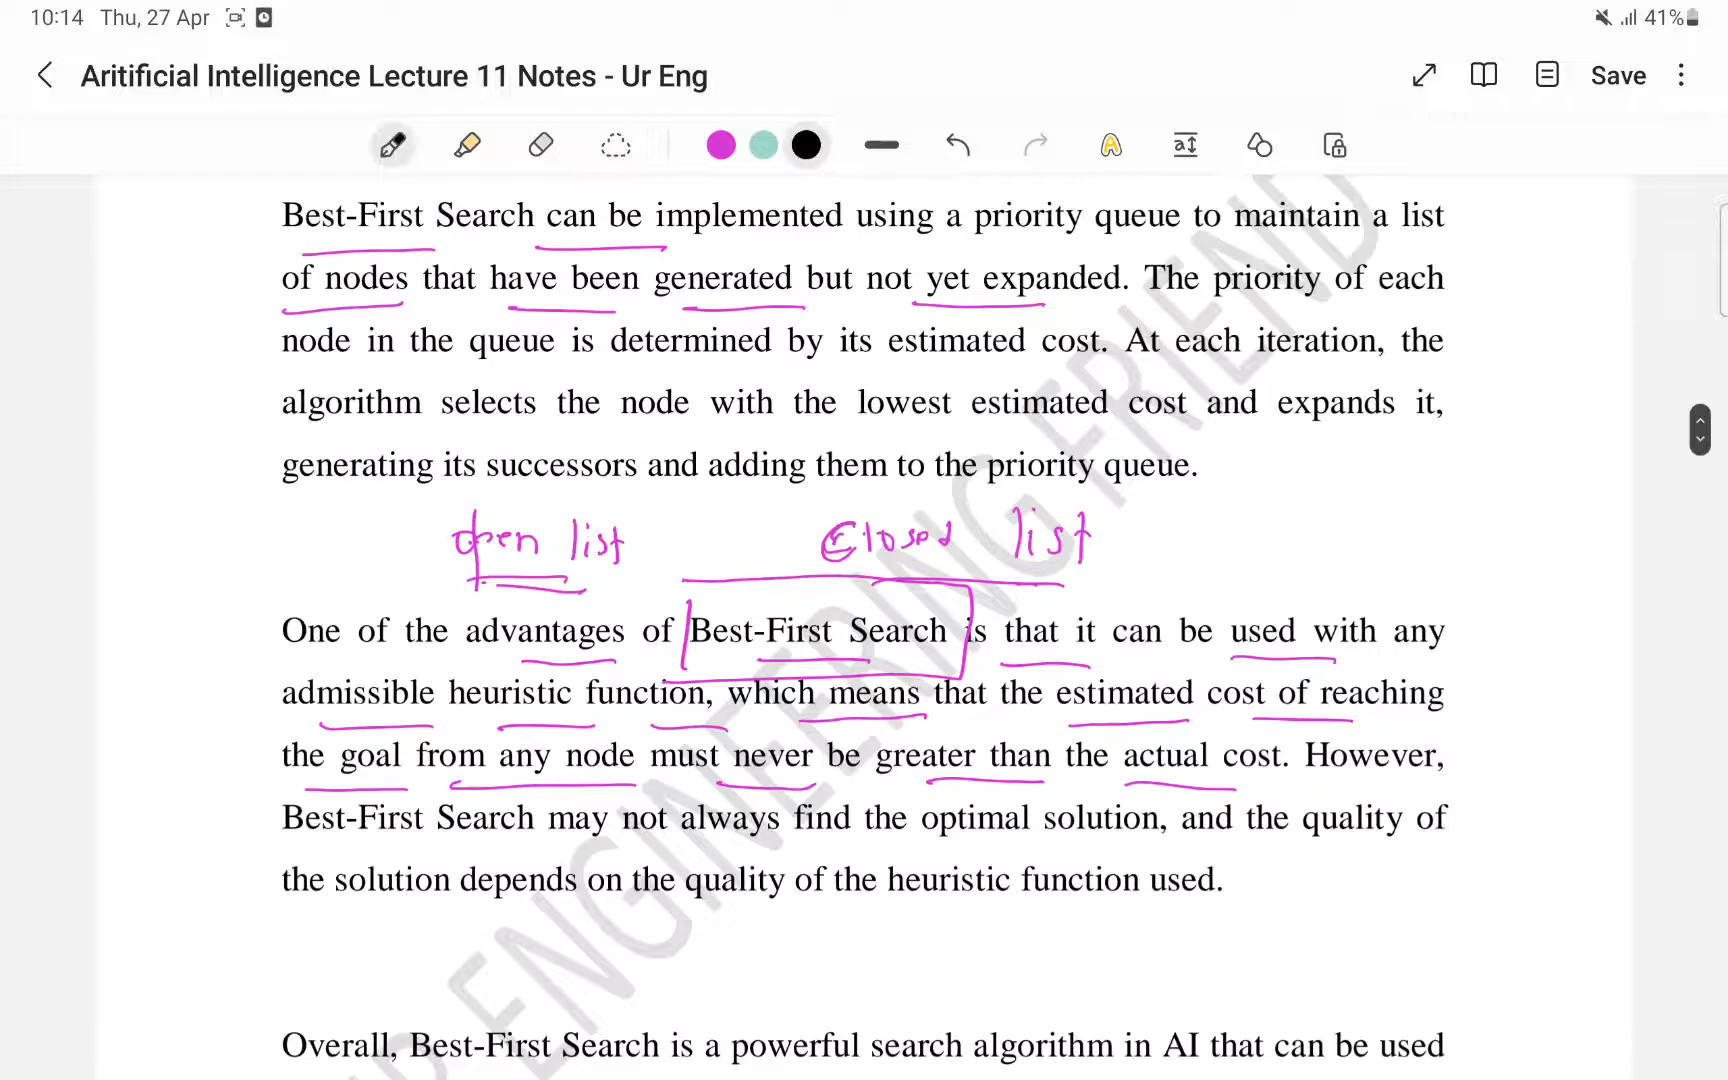 10:14 Thu, 27 Apr 41%
Aritificial Intelligence Lecture 11 Notes - Ur Eng Save
Best-First Search can be implemented using a priority queue to maintain a list
of nodes that have been generated but not yet expanded. The priority of each
node in the queue is determined by its estimated cost. At each iteration, the
algorithm selects the node with the lowest estimated cost and expands it,
generating its successors and adding them to the priority queue.
open list closed list
One of the advantages of Best-First Search is that it can be used with any
admissible heuristic function, which means that the estimated cost of reaching
the goal from any node must never be greater than the actual cost. However,
Best-First Search may not always find the optimal solution, and the quality of
the solution depends on the quality of the heuristic function used.
Overall, Best-First Search is a powerful search algorithm in AI that can be used
ENGINEERING FRIEND